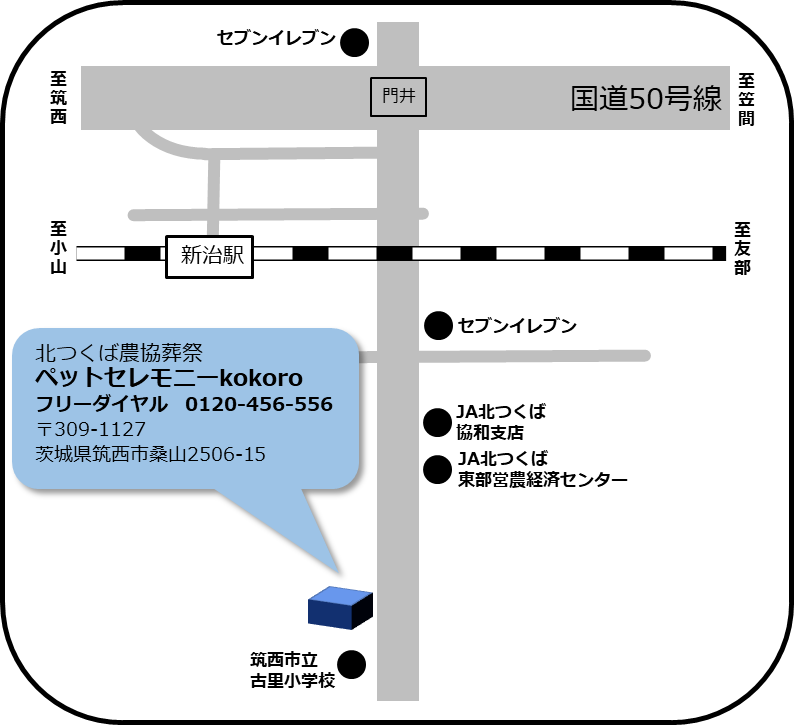 セブンイレブン
至筑西
門井
国道50号線
至笠間
至小山
新治駅
至友部
セブンイレブン
北つくば農協葬祭
ペットセレモニーkokoro
フリーダイヤル 0120-456-556
〒309-1127
茨城県筑西市桑山2506-15
JA北つくば
協和支店
JA北つくば
東部営農経済センター
筑西市立
古里小学校